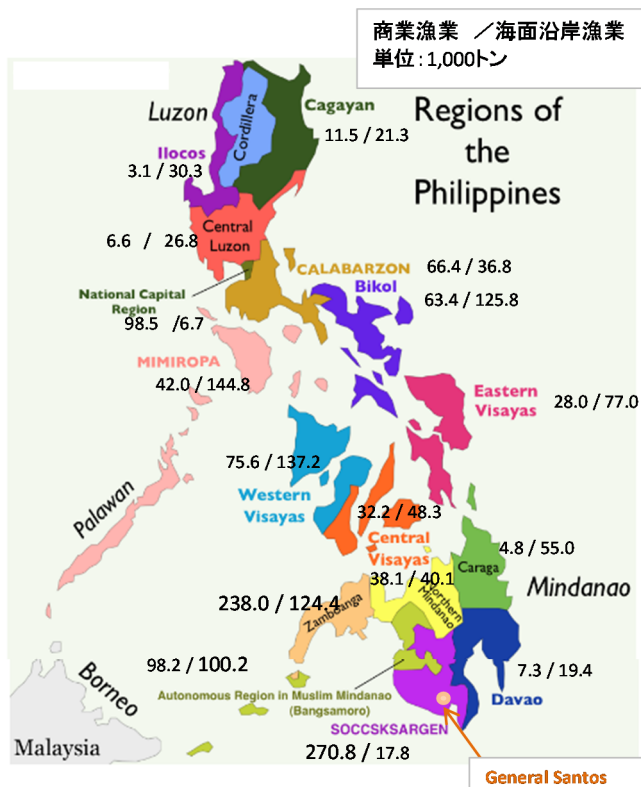 商業漁業 ／海面沿岸漁業
単位：1,000トン
Regions of
the
Philippines
Luzon
Cordillera
Cagayan
11.5 / 21.3
Ilocos
3.1 / 30.3
Central
Luzon
6.6 / 26.8
CALABARZON
66.4 / 36.8
Bikol
63.4 / 125.8
National Capital
Region
98.5 /6.7
MIMIROPA
42.0 / 144.8
Eastern
Visayas
28.0 / 77.0
75.6 / 137.2
Western
Visayas
Palawan
32.2 / 48.3
Central
Visayas
4.8 / 55.0
Caraga
38.1 / 40.1
Northern
Mindanao
Mindanao
238.0 / 124.4
Zamboanga
98.2 / 100.2
7.3 / 19.4
Davao
Borneo
Autonomous Region in Muslim Mindanao
(Bangsamoro)
SOCCSKSARGEN
270.8 / 17.8
Malaysia
General Santos